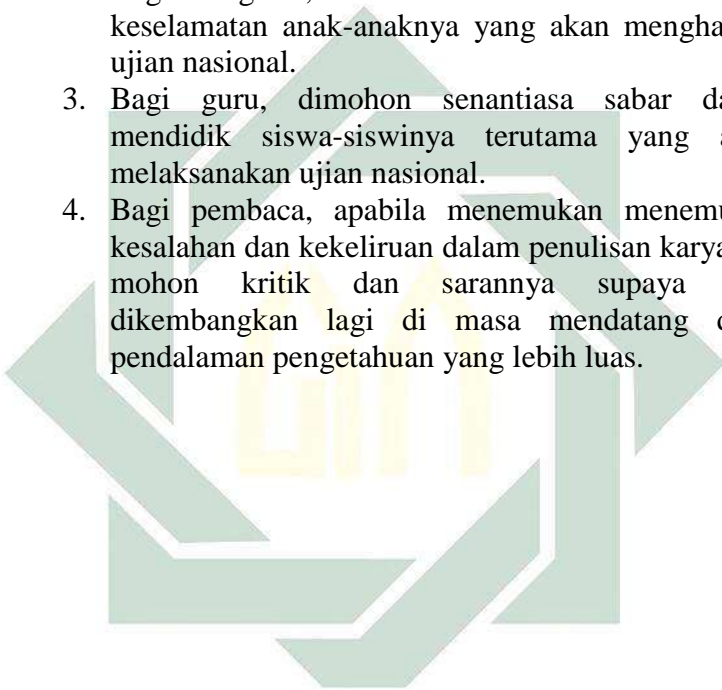 keselamatan anak-anaknya yang akan mengha
ujian nasional.
3. Bagi guru, dimohon senantiasa sabar da
mendidik siswa-siswinya terutama yang a
melaksanakan ujian nasional.
4. Bagi pembaca, apabila menemukan menemu
kesalahan dan kekeliruan dalam penulisan karya
mohon kritik dan sarannya supaya
dikembangkan lagi di masa mendatang d
pendalaman pengetahuan yang lebih luas.